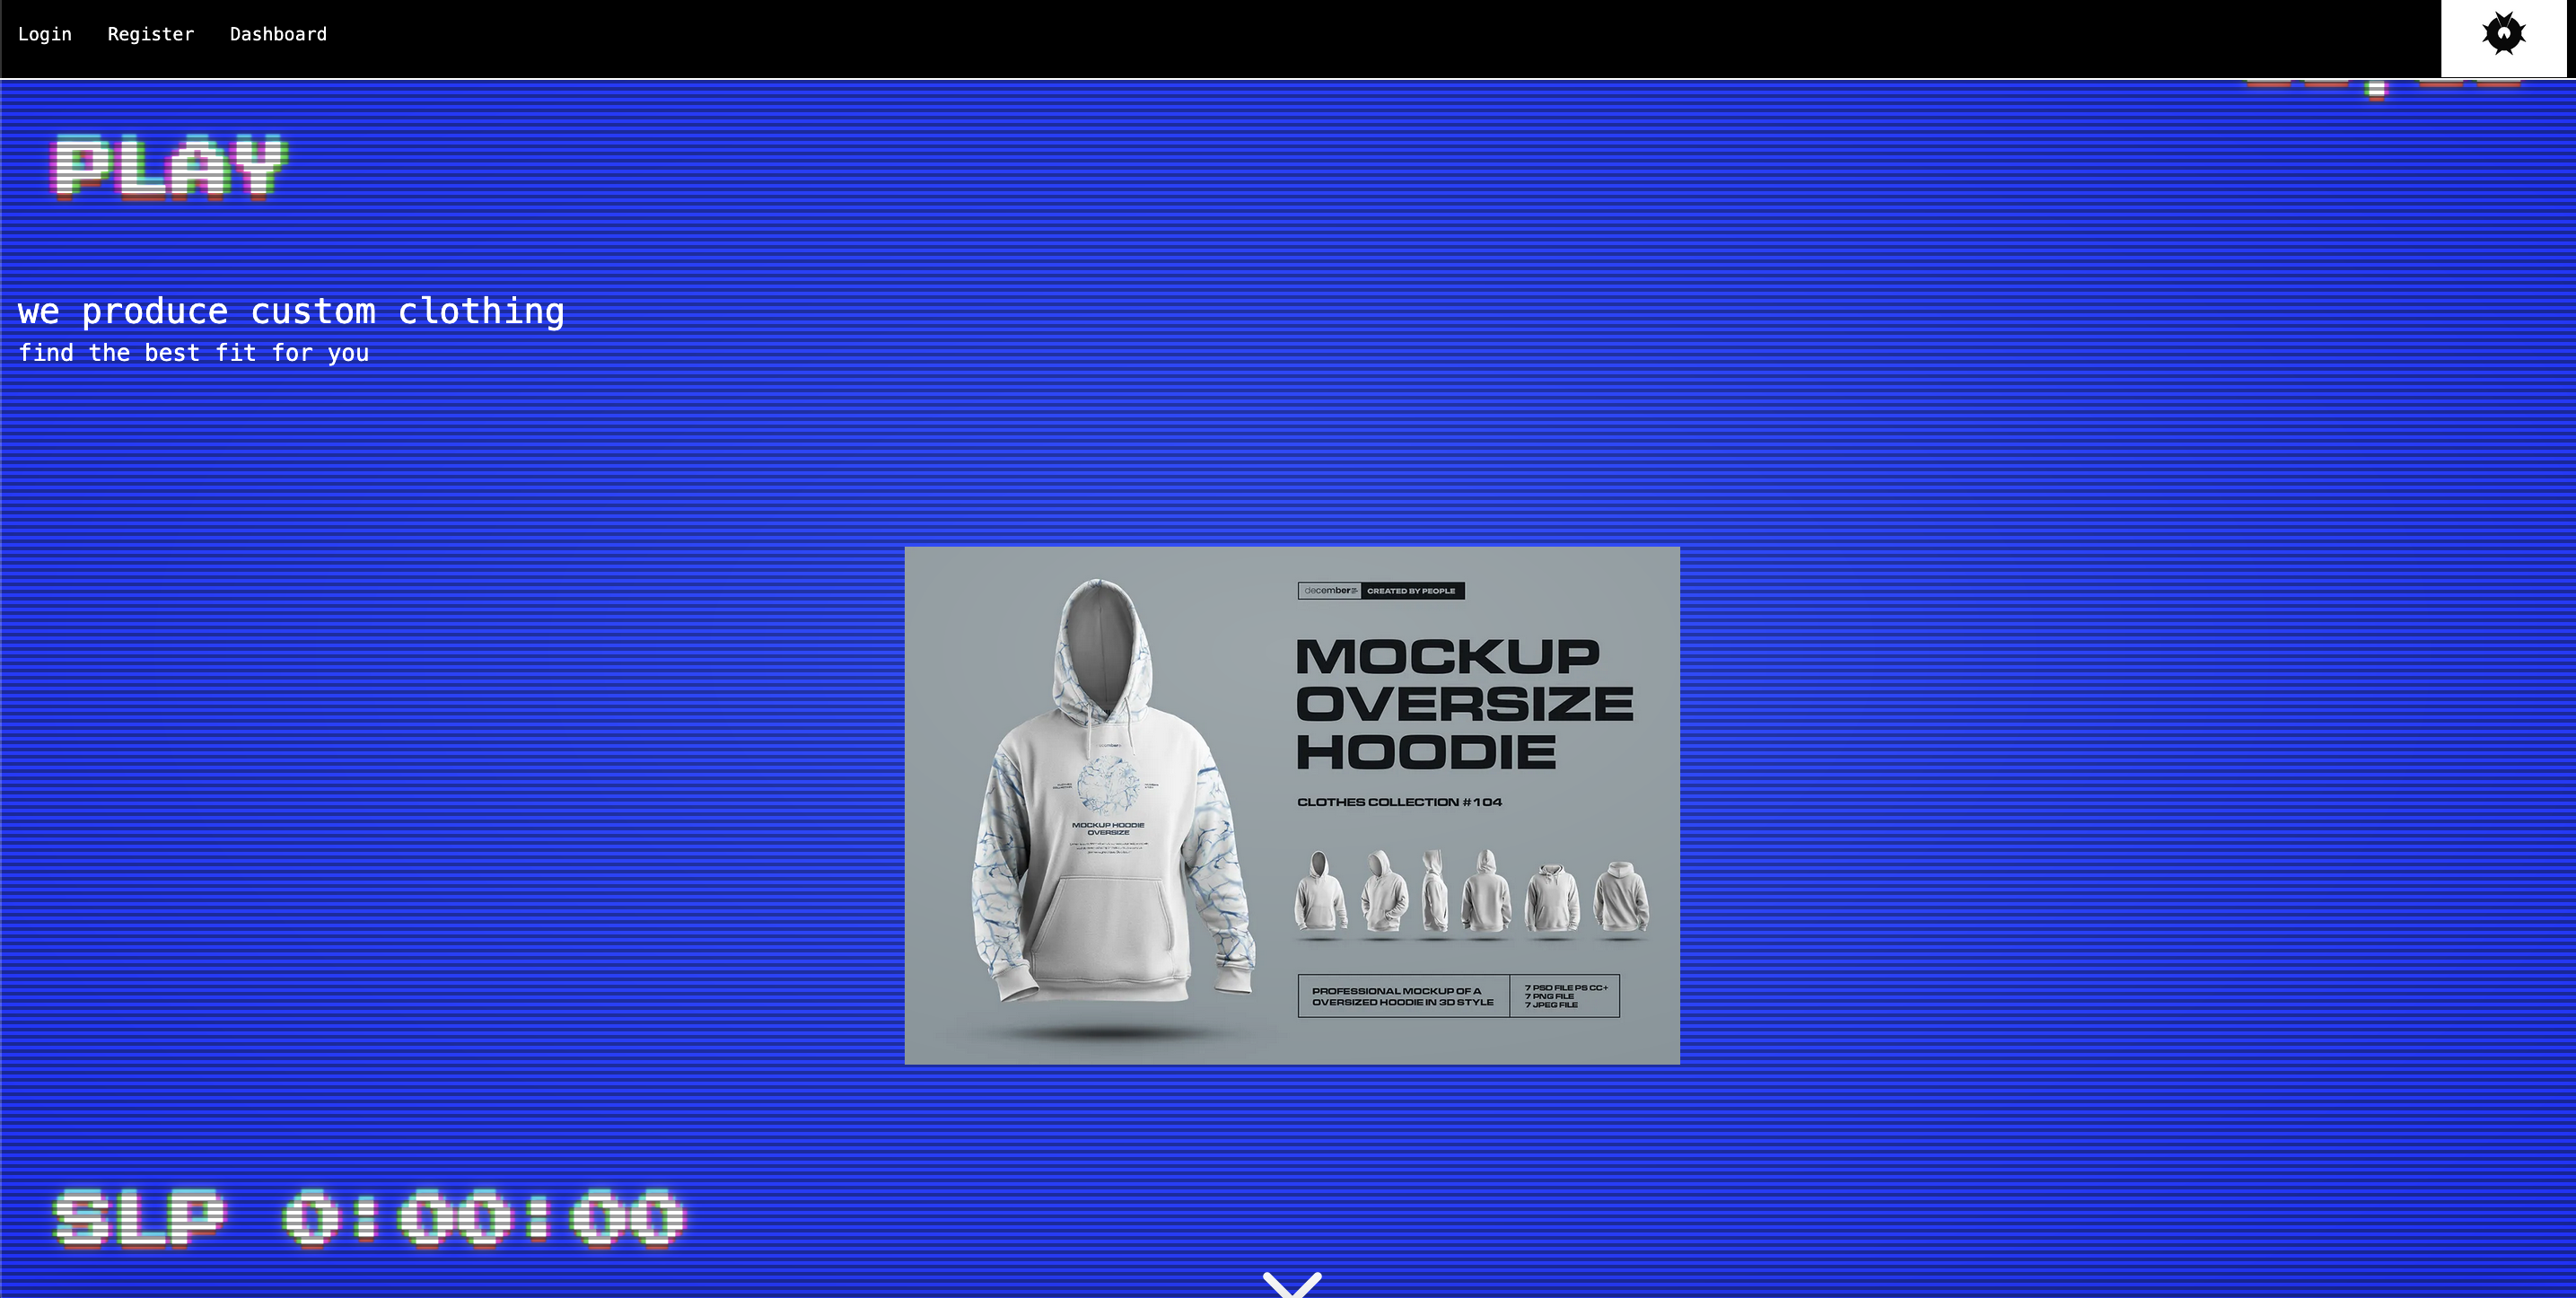 Login Register Dashboard
PLAY
we produce custom clothing
find the best fit for you
december CREATED BY PEOPLE
MOCKUP
OVERSIZE
HOODIE
CLOTHES COLLECTION #104
MOCKUP HOODIE
OVERSIZE
PROFESSIONAL MOCKUP OF A
OVERSIZED HOODIE IN 3D STYLE
7 PSD FILE PS CC+
7 PNG FILE
7 JPEG FILE
SLP 0:00:00